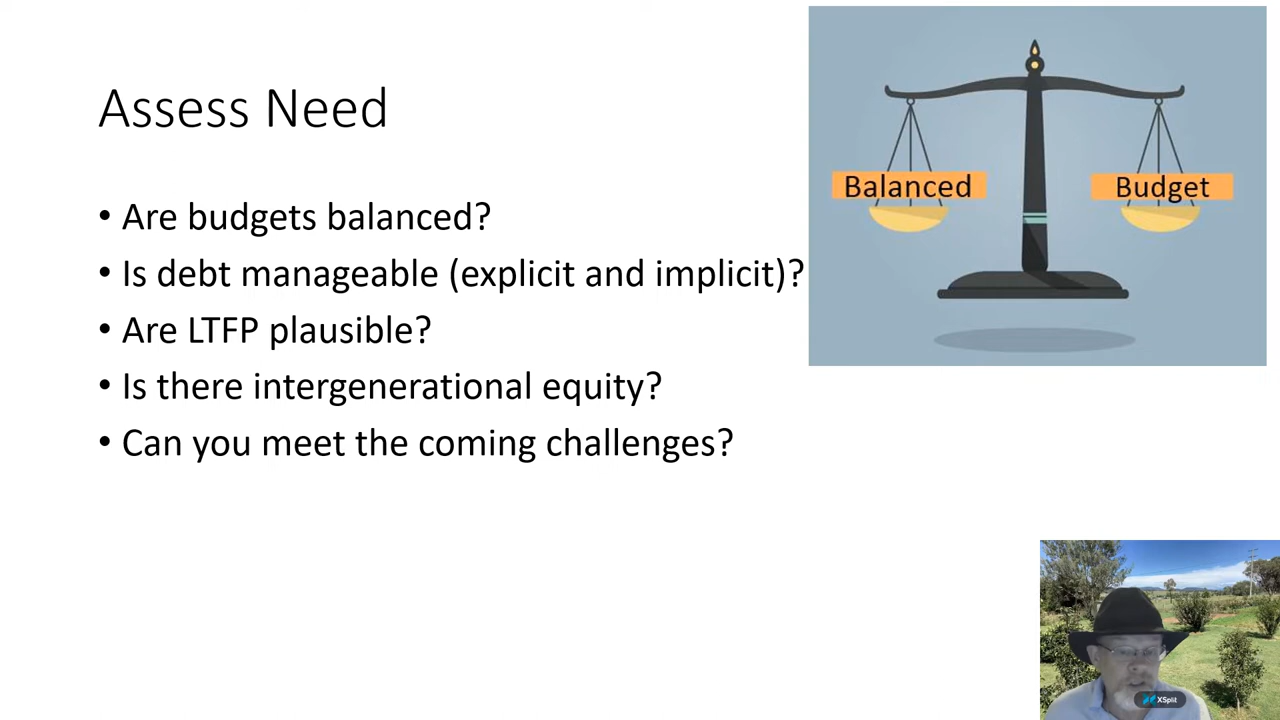 Assess Need
• Are budgets balanced?
• Is debt manageable (explicit and implicit)?
• Are LTFP plausible?
• Is there intergenerational equity?
• Can you meet the coming challenges?
Balanced
Budget
XSplit